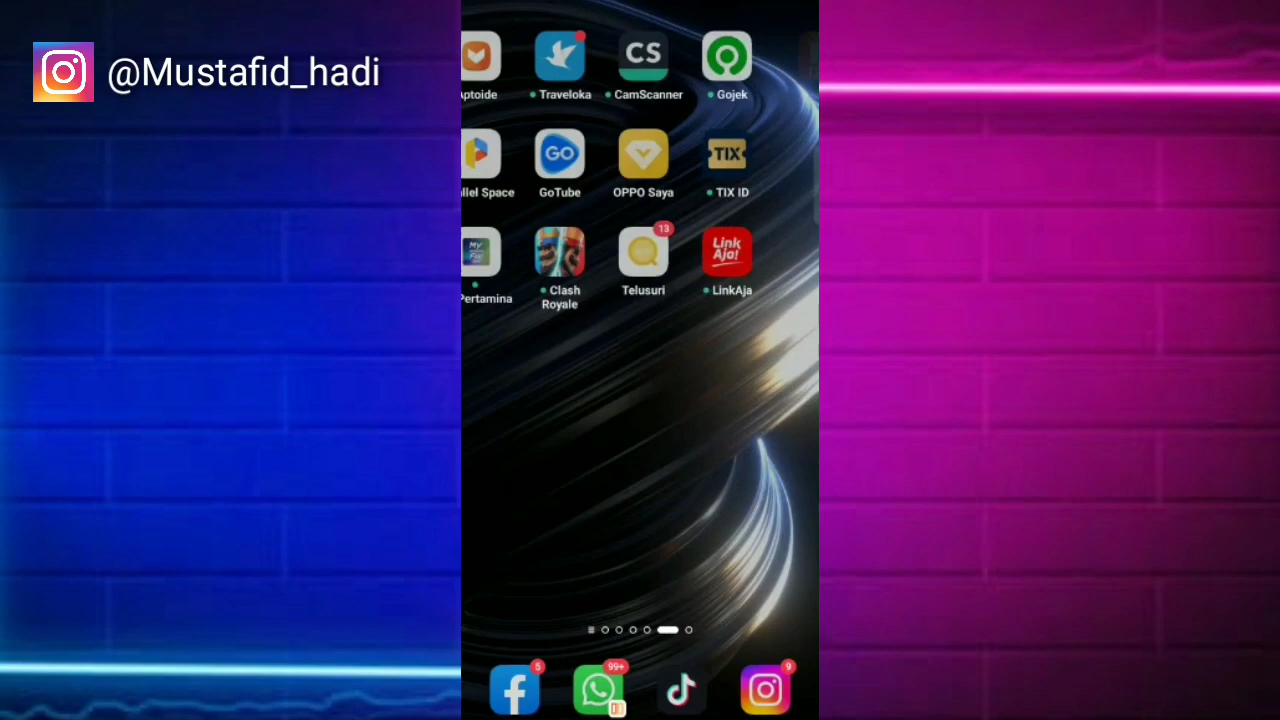 @Mustafid_hadi
ptoide
Traveloka
CS
CamScanner
Gojek
llel Space
GO
GoTube
OPPO Saya
TIX
TIX ID
My
Pertamina
Clash
Royale
13
Telusuri
Link
Aja!
LinkAja
5
99+
9